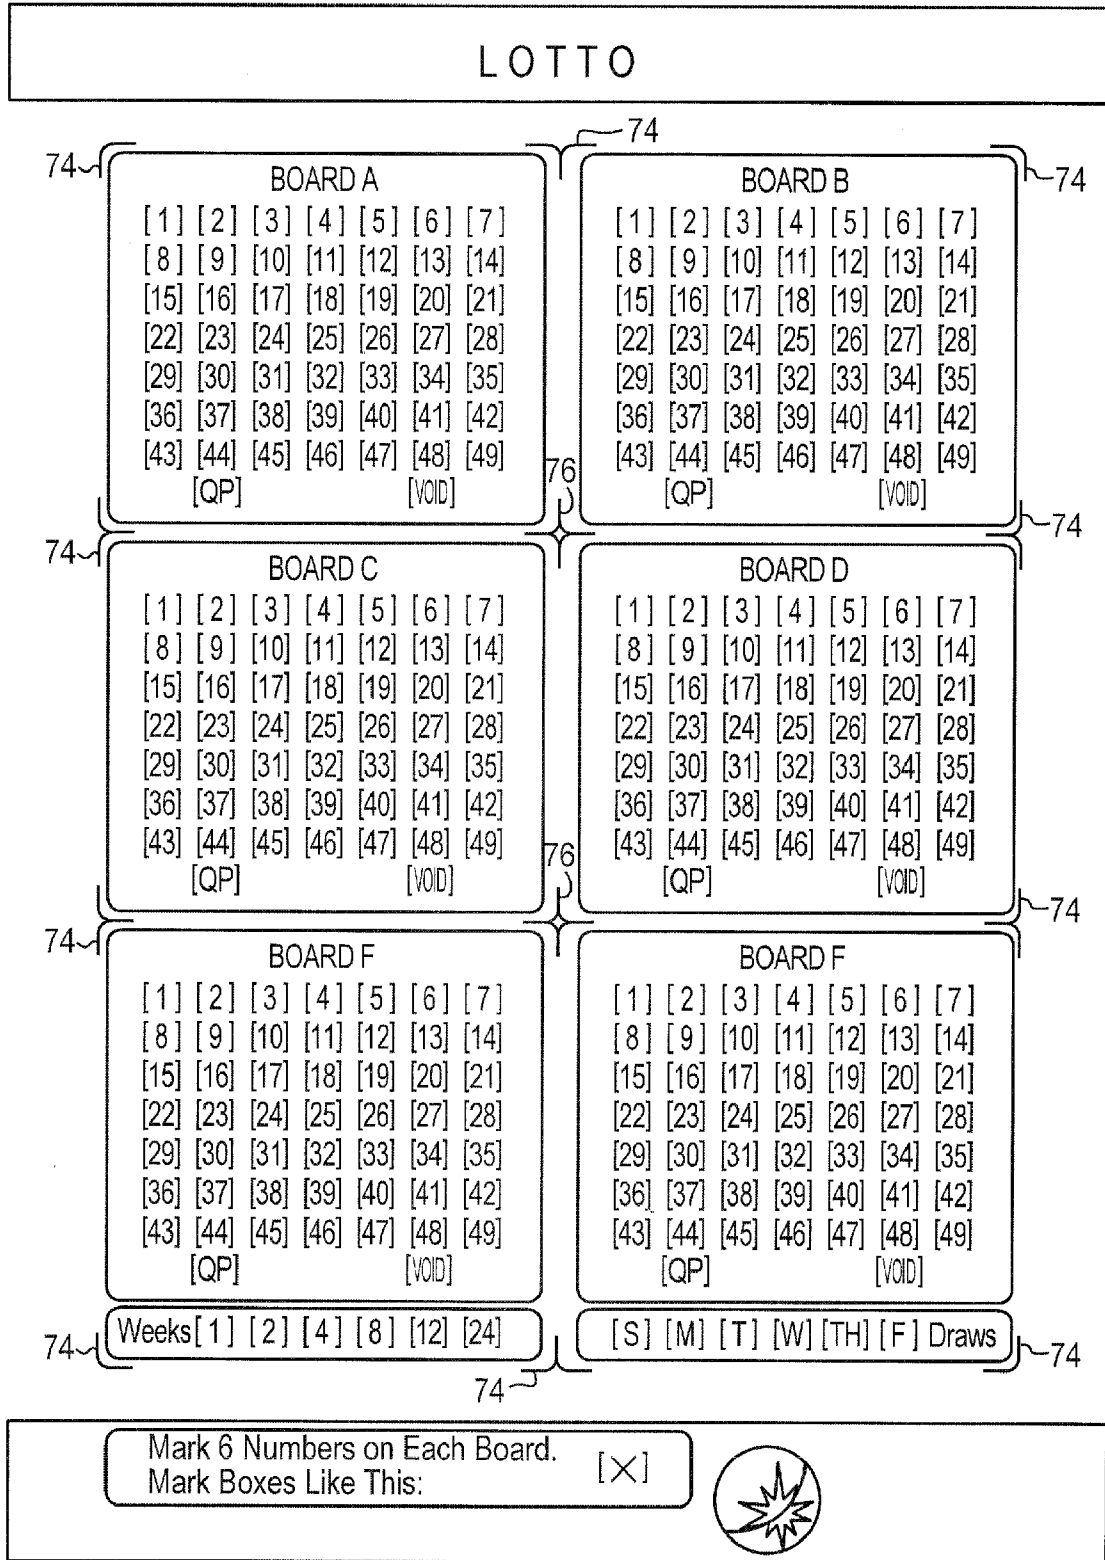 LOTTO
74 74 74
BOARD A
[1] [2] [3] [4] [5] [6] [7]
[8] [9] [10] [11] [12] [13] [14]
[15] [16] [17] [18] [19] [20] [21]
[22] [23] [24] [25] [26] [27] [28]
[29] [30] [31] [32] [33] [34] [35]
[36] [37] [38] [39] [40] [41] [42]
[43] [44] [45] [46] [47] [48] [49]
[QP] [VOID]
BOARD B
[1] [2] [3] [4] [5] [6] [7]
[8] [9] [10] [11] [12] [13] [14]
[15] [16] [17] [18] [19] [20] [21]
[22] [23] [24] [25] [26] [27] [28]
[29] [30] [31] [32] [33] [34] [35]
[36] [37] [38] [39] [40] [41] [42]
[43] [44] [45] [46] [47] [48] [49]
[QP] [VOID]
76
74 74
BOARD C
[1] [2] [3] [4] [5] [6] [7]
[8] [9] [10] [11] [12] [13] [14]
[15] [16] [17] [18] [19] [20] [21]
[22] [23] [24] [25] [26] [27] [28]
[29] [30] [31] [32] [33] [34] [35]
[36] [37] [38] [39] [40] [41] [42]
[43] [44] [45] [46] [47] [48] [49]
[QP] [VOID]
BOARD D
[1] [2] [3] [4] [5] [6] [7]
[8] [9] [10] [11] [12] [13] [14]
[15] [16] [17] [18] [19] [20] [21]
[22] [23] [24] [25] [26] [27] [28]
[29] [30] [31] [32] [33] [34] [35]
[36] [37] [38] [39] [40] [41] [42]
[43] [44] [45] [46] [47] [48] [49]
[QP] [VOID]
76
74 74
BOARD F
[1] [2] [3] [4] [5] [6] [7]
[8] [9] [10] [11] [12] [13] [14]
[15] [16] [17] [18] [19] [20] [21]
[22] [23] [24] [25] [26] [27] [28]
[29] [30] [31] [32] [33] [34] [35]
[36] [37] [38] [39] [40] [41] [42]
[43] [44] [45] [46] [47] [48] [49]
[QP] [VOID]
BOARD F
[1] [2] [3] [4] [5] [6] [7]
[8] [9] [10] [11] [12] [13] [14]
[15] [16] [17] [18] [19] [20] [21]
[22] [23] [24] [25] [26] [27] [28]
[29] [30] [31] [32] [33] [34] [35]
[36] [37] [38] [39] [40] [41] [42]
[43] [44] [45] [46] [47] [48] [49]
[QP] [VOID]
Weeks [1] [2] [4] [8] [12] [24]
[S] [M] [T] [W] [TH] [F] Draws
74 74
74
Mark 6 Numbers on Each Board.
Mark Boxes Like This: [X]